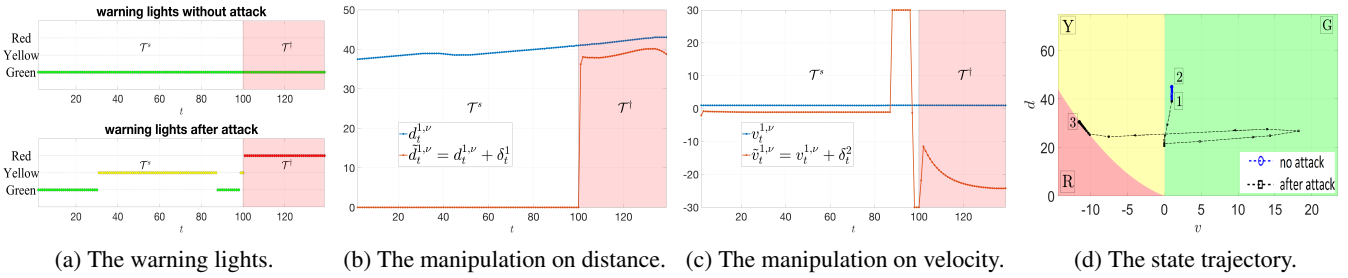 warning lights without attack
Red
Yellow
Green
𝒯ˢ
𝒯†
20 40 60 80 100 120
t
warning lights after attack
Red
Yellow
Green
𝒯ˢ
𝒯†
20 40 60 80 100 120
t
(a) The warning lights.
50
40
30
20
10
0
𝒯ˢ
𝒯†
d_t^{1,ν}
d̃_t^{1,ν} = d_t^{1,ν} + δ_t^1
20 40 60 80 100 120
t
(b) The manipulation on distance.
30
20
10
0
-10
-20
-30
𝒯ˢ
𝒯†
v_t^{1,ν}
ṽ_t^{1,ν} = v_t^{1,ν} + δ_t^2
20 40 60 80 100 120
t
(c) The manipulation on velocity.
Y
G
R
60
40
20
0
d
2
1
3
no attack
after attack
-10 -5 0 5 10 15 20
v
(d) The state trajectory.